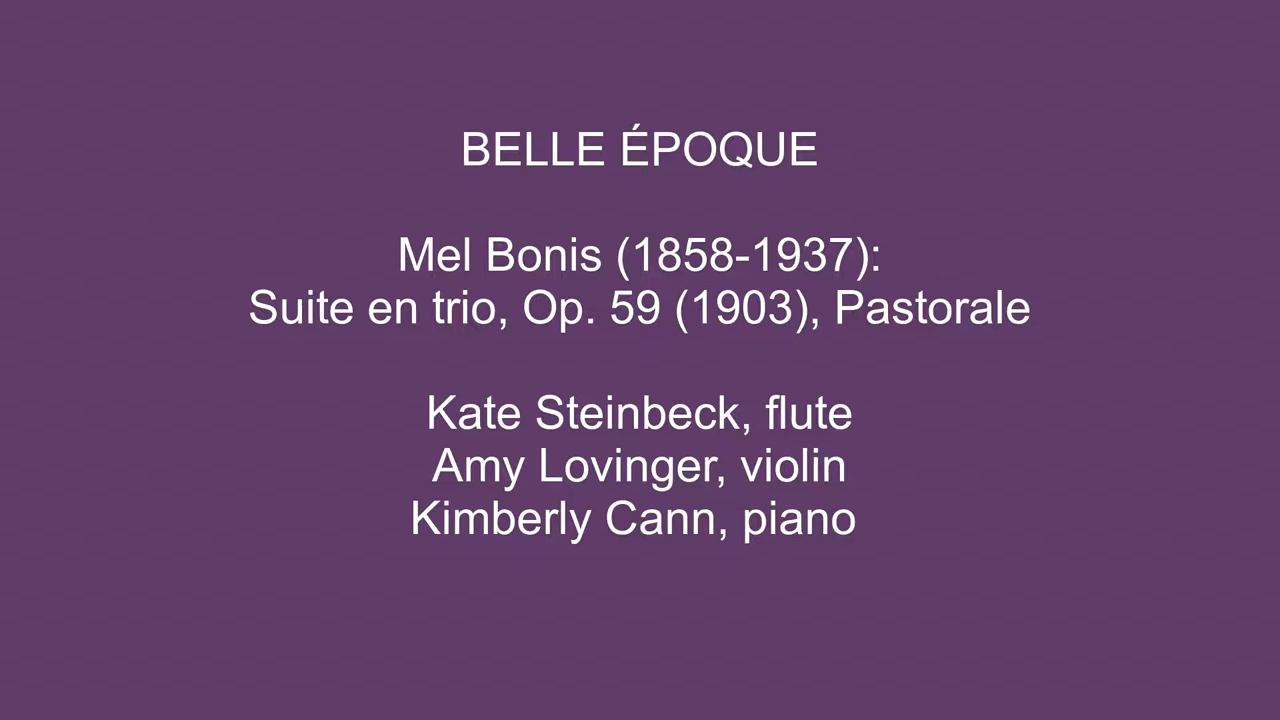 BELLE ÉPOQUE
Mel Bonis (1858-1937):
Suite en trio, Op. 59 (1903), Pastorale
Kate Steinbeck, flute
Amy Lovinger, violin
Kimberly Cann, piano